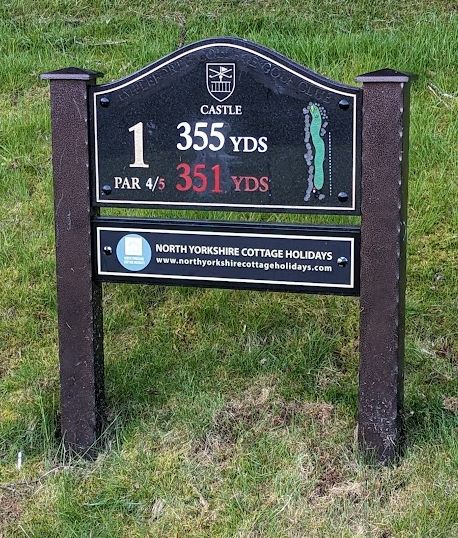 CASTLE
1
355 YDS
PAR 4/5
351 YDS
NORTH YORKSHIRE COTTAGE HOLIDAYS
www.northyorkshirecottageholidays.com